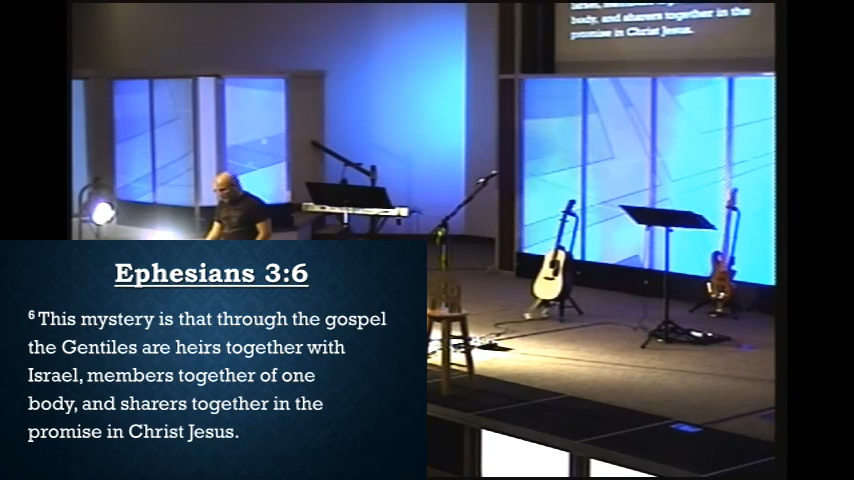 Israel, members
body, and sharers together in the
promise in Christ Jesus.
Ephesians 3:6
6 This mystery is that through the gospel
the Gentiles are heirs together with
Israel, members together of one
body, and sharers together in the
promise in Christ Jesus.